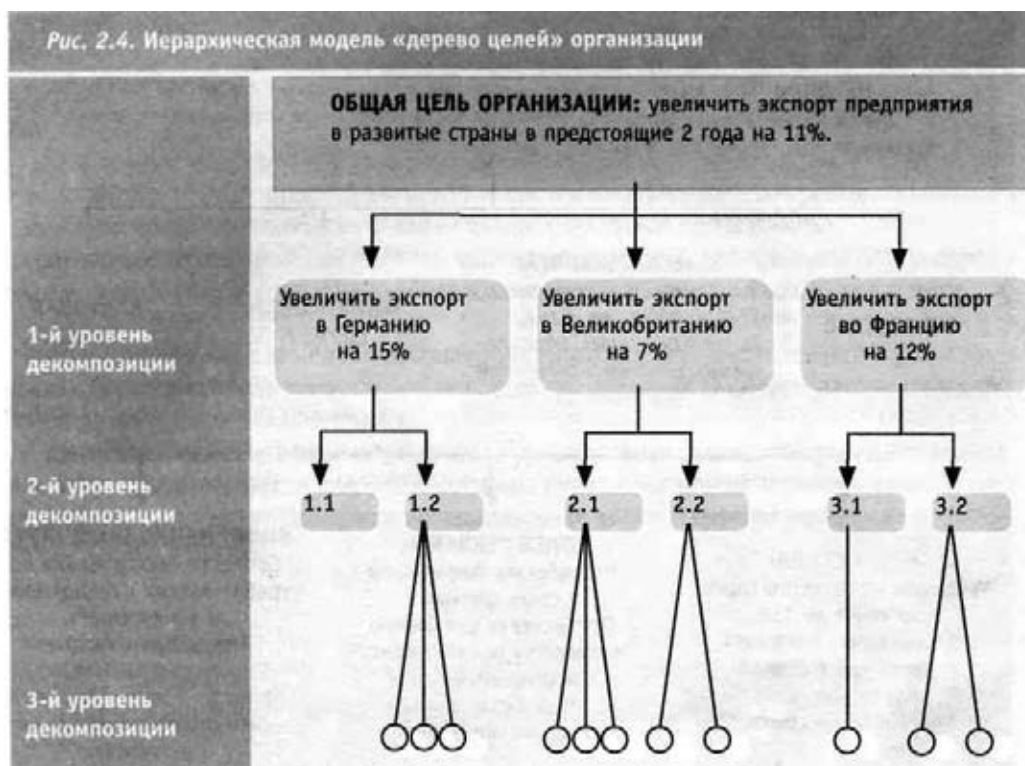 Рис. 2.4. Иерархическая модель «дерево целей» организации
ОБЩАЯ ЦЕЛЬ ОРГАНИЗАЦИИ: увеличить экспорт предприятия
в развитые страны в предстоящие 2 года на 11%.
1-й уровень
декомпозиции
Увеличить экспорт
в Германию
на 15%
Увеличить экспорт
в Великобританию
на 7%
Увеличить экспорт
во Францию
на 12%
2-й уровень
декомпозиции
1.1
1.2
2.1
2.2
3.1
3.2
3-й уровень
декомпозиции